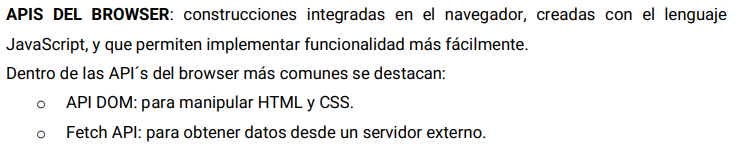 APIS DEL BROWSER: construcciones integradas en el navegador, creadas con el lenguaje
JavaScript, y que permiten implementar funcionalidad más fácilmente.
Dentro de las API´s del browser más comunes se destacan:
o API DOM: para manipular HTML y CSS.
o Fetch API: para obtener datos desde un servidor externo.